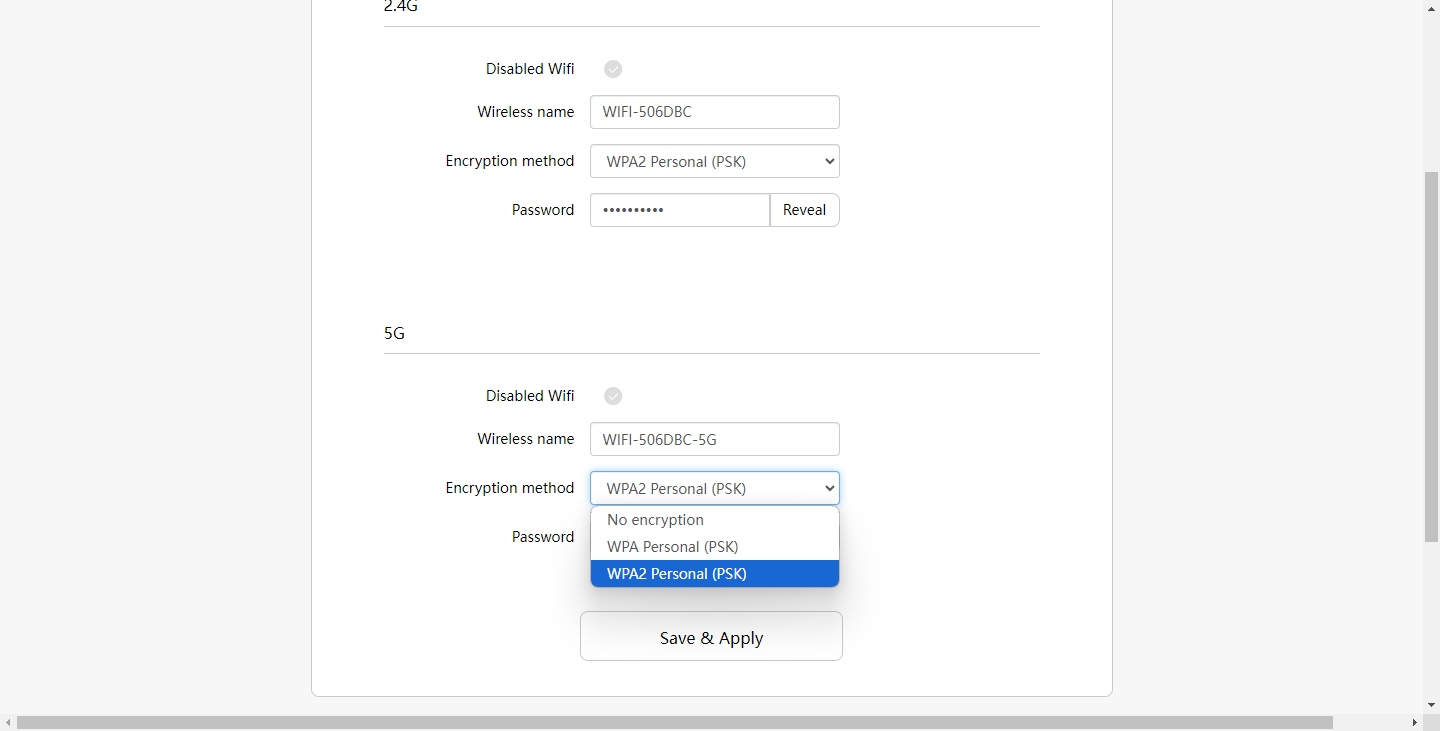 2.4G
Disabled Wifi
Wireless name WIFI-506DBC
Encryption method WPA2 Personal (PSK)
Password •••••••••• Reveal
5G
Disabled Wifi
Wireless name WIFI-506DBC-5G
Encryption method WPA2 Personal (PSK)
No encryption
Password
WPA Personal (PSK)
WPA2 Personal (PSK)
Save & Apply